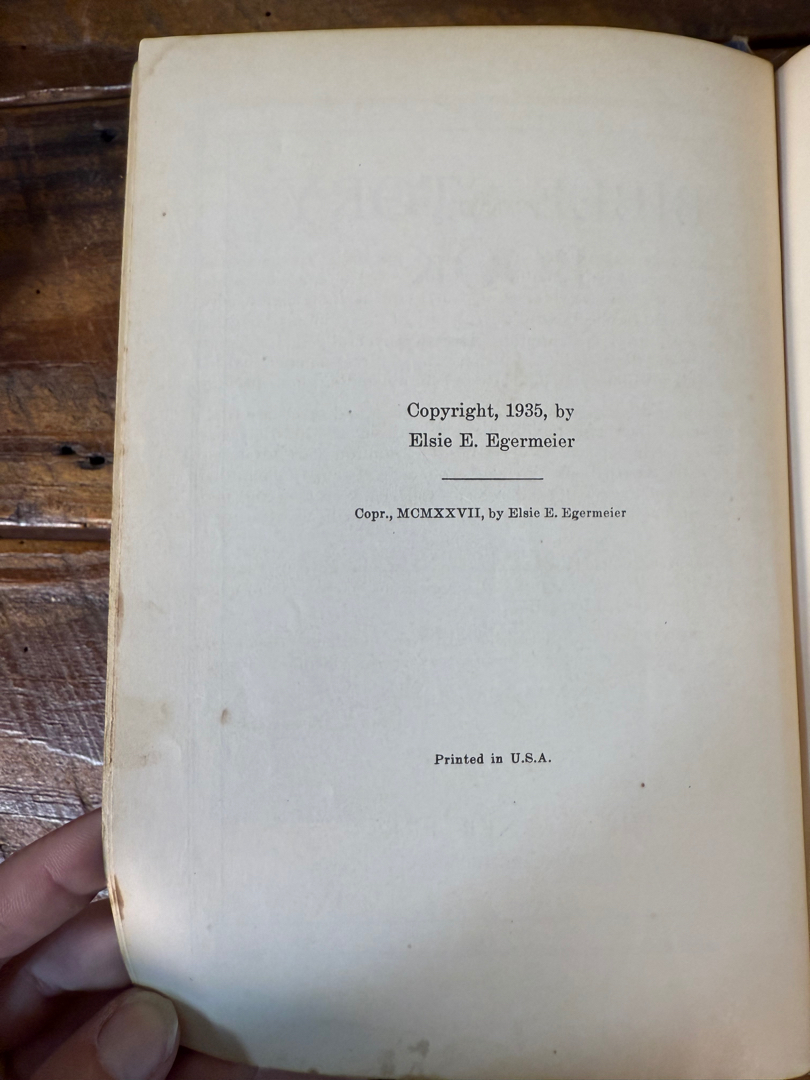 Copyright, 1935, by
Elsie E. Egermeier
Copr., MCMXXVII, by Elsie E. Egermeier
Printed in U.S.A.